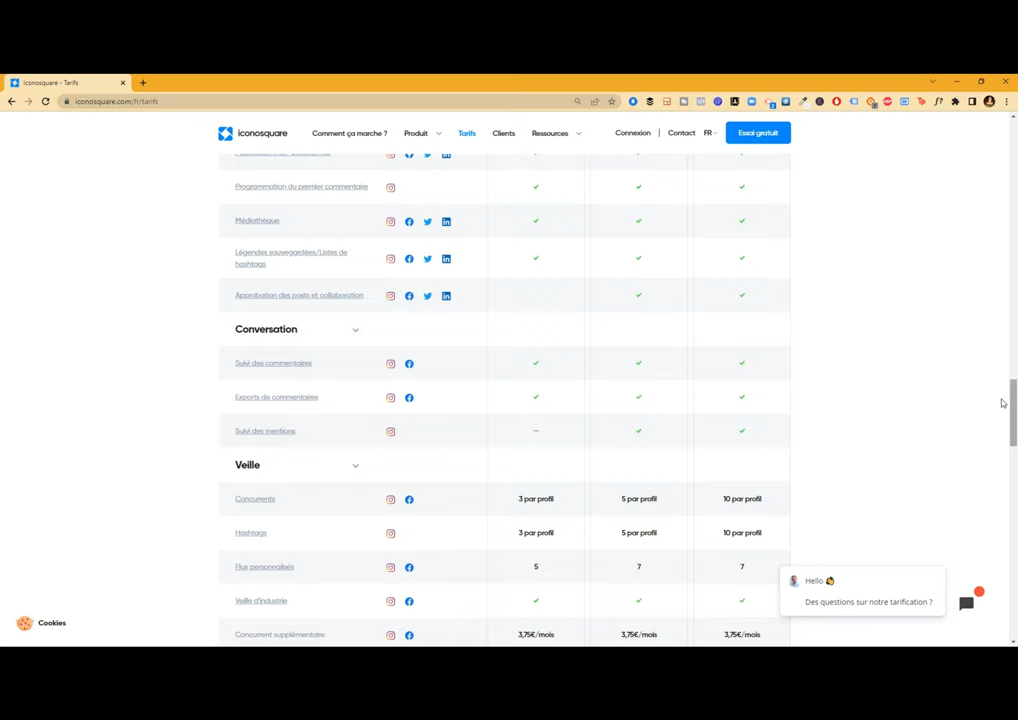 Iconosquare - Tarifs
iconosquare.com/fr/tarifs
iconosquare Comment ça marche ? Produit Tarifs Clients Ressources Connexion | Contact FR Essai gratuit
Programmation du premier commentaire
Médiathèque
Légendes sauvegardées/Listes de
hashtags
Approbation des posts et collaboration
Conversation
Suivi des commentaires
Exports de commentaires
Suivi des mentions –
Veille
Concurrents 3 par profil 5 par profil 10 par profil
Hashtags 3 par profil 5 par profil 10 par profil
Flux personnalisés 5 7 7
Veille d'industrie
Concurrent supplémentaire 3,75€/mois 3,75€/mois 3,75€/mois
Hello
Des questions sur notre tarification ?
Cookies